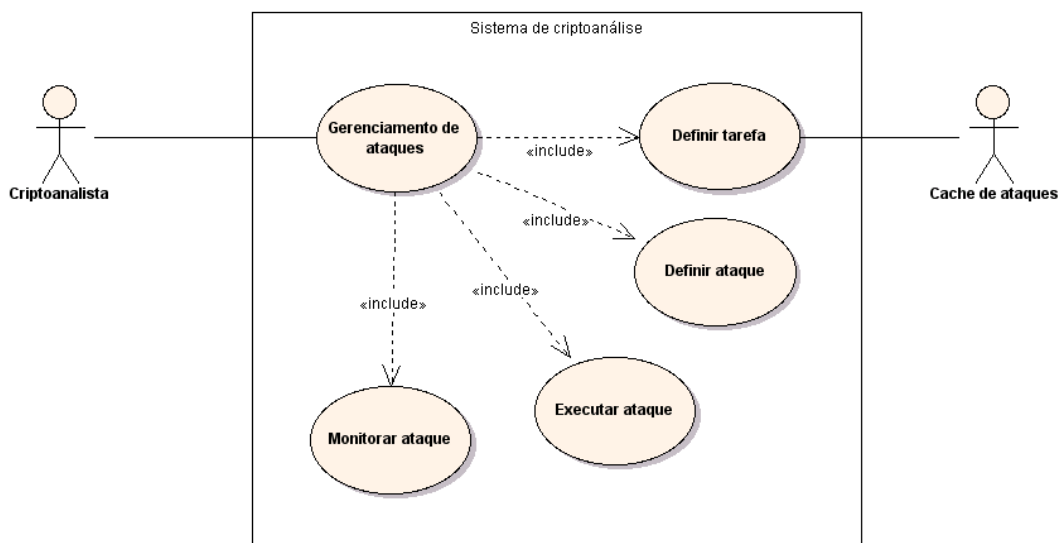 Sistema de criptoanálise
Gerenciamento de
ataques
Definir tarefa
«include»
Criptoanalista
Cache de ataques
«include»
Definir ataque
«include»
«include»
Executar ataque
Monitorar ataque